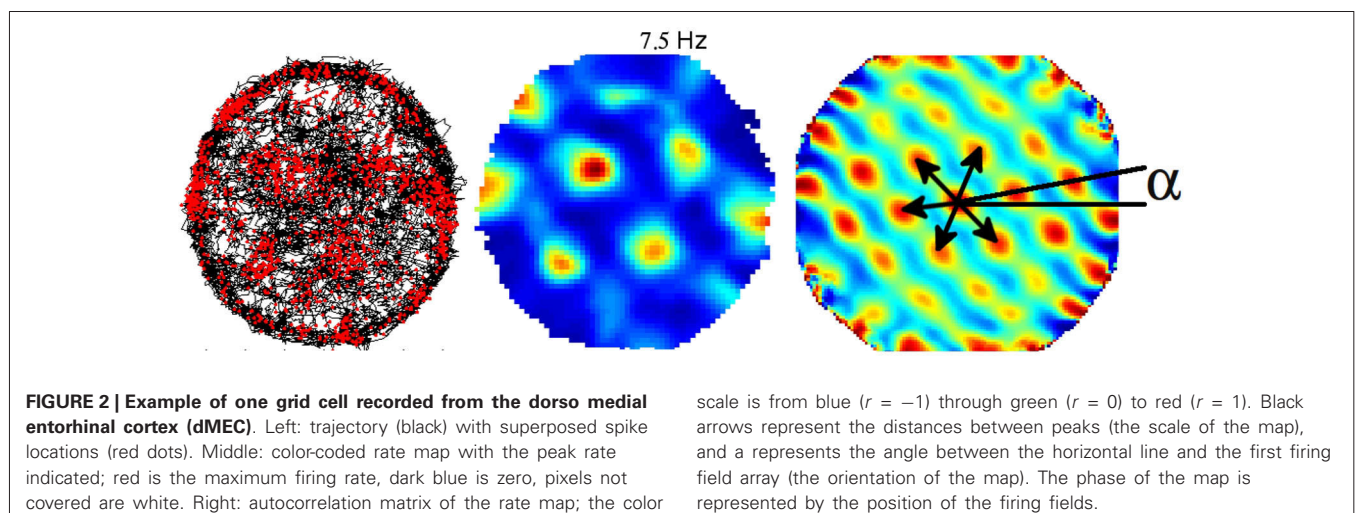 7.5 Hz
α
FIGURE 2 | Example of one grid cell recorded from the dorso medial
entorhinal cortex (dMEC). Left: trajectory (black) with superposed spike
locations (red dots). Middle: color-coded rate map with the peak rate
indicated; red is the maximum firing rate, dark blue is zero, pixels not
covered are white. Right: autocorrelation matrix of the rate map; the color
scale is from blue (r = −1) through green (r = 0) to red (r = 1). Black
arrows represent the distances between peaks (the scale of the map),
and a represents the angle between the horizontal line and the first firing
field array (the orientation of the map). The phase of the map is
represented by the position of the firing fields.